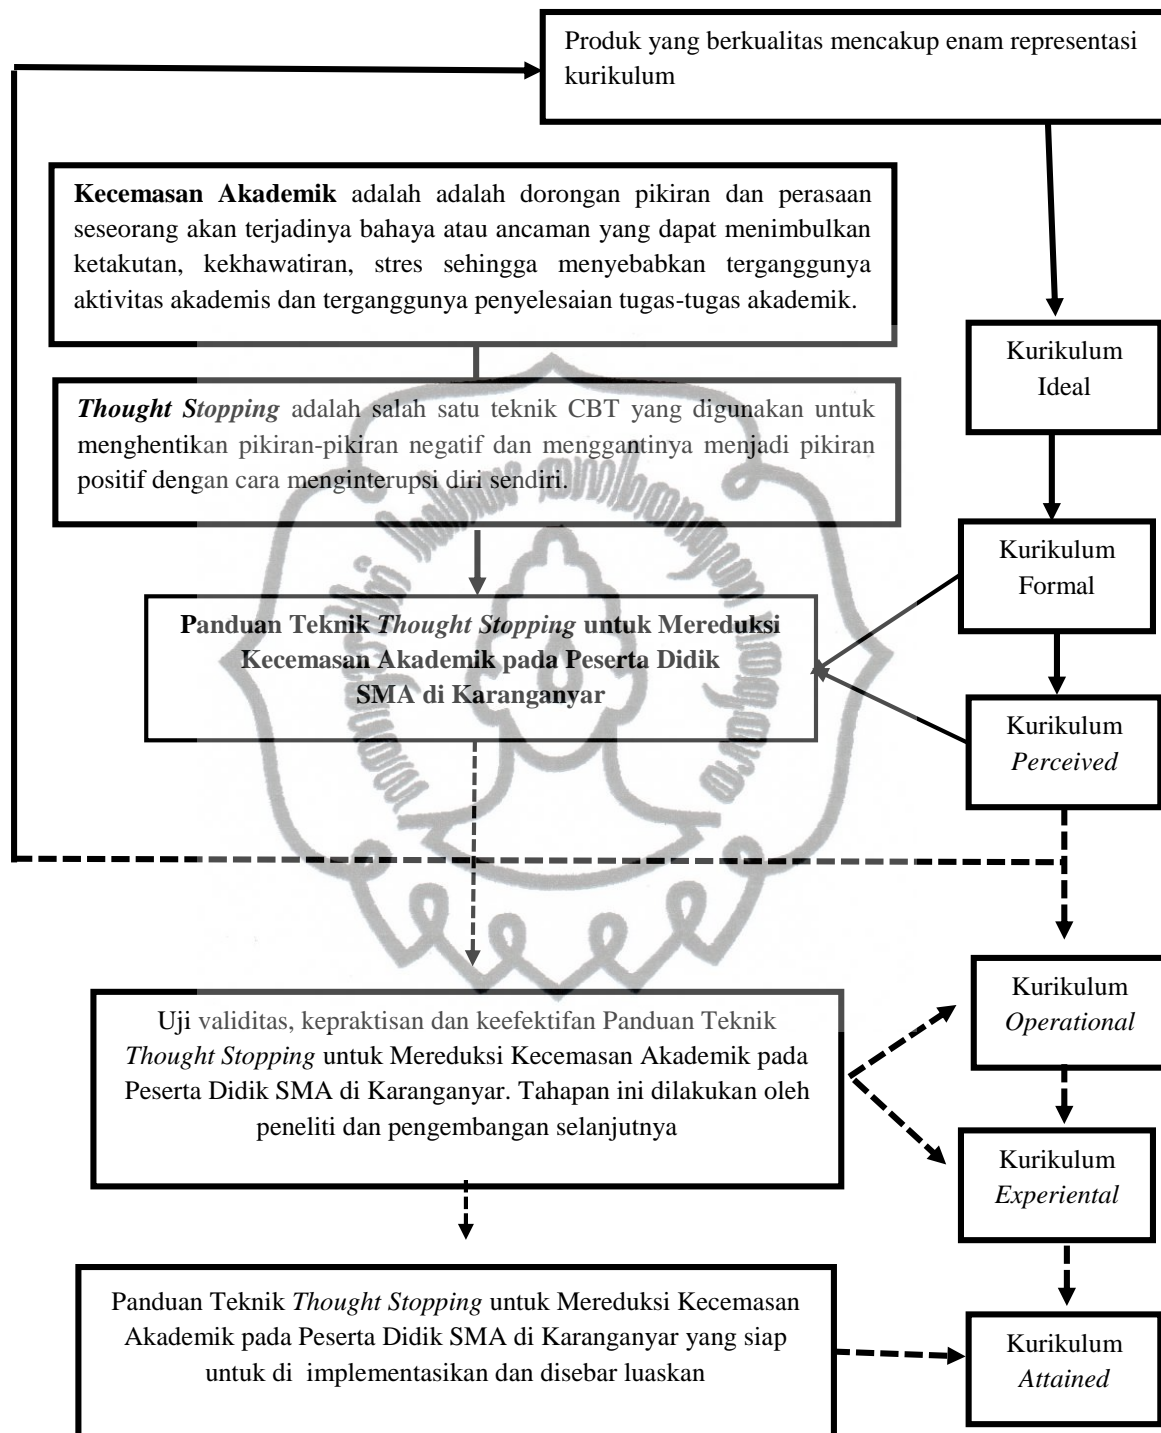 Produk yang berkualitas mencakup enam representasi
kurikulum
Kecemasan Akademik adalah adalah dorongan pikiran dan perasaan
seseorang akan terjadinya bahaya atau ancaman yang dapat menimbulkan
ketakutan, kekhawatiran, stres sehingga menyebabkan terganggunya
aktivitas akademis dan terganggunya penyelesaian tugas-tugas akademik.
Kurikulum
Ideal
Thought Stopping adalah salah satu teknik CBT yang digunakan untuk
menghentikan pikiran-pikiran negatif dan menggantinya menjadi pikiran
positif dengan cara menginterupsi diri sendiri.
Kurikulum
Formal
Panduan Teknik Thought Stopping untuk Mereduksi
Kecemasan Akademik pada Peserta Didik
SMA di Karanganyar
Kurikulum
Perceived
Kurikulum
Operational
Uji validitas, kepraktisan dan keefektifan Panduan Teknik
Thought Stopping untuk Mereduksi Kecemasan Akademik pada
Peserta Didik SMA di Karanganyar. Tahapan ini dilakukan oleh
peneliti dan pengembangan selanjutnya
Kurikulum
Experiental
Panduan Teknik Thought Stopping untuk Mereduksi Kecemasan
Akademik pada Peserta Didik SMA di Karanganyar yang siap
untuk di  implementasikan dan disebar luaskan
Kurikulum
Attained